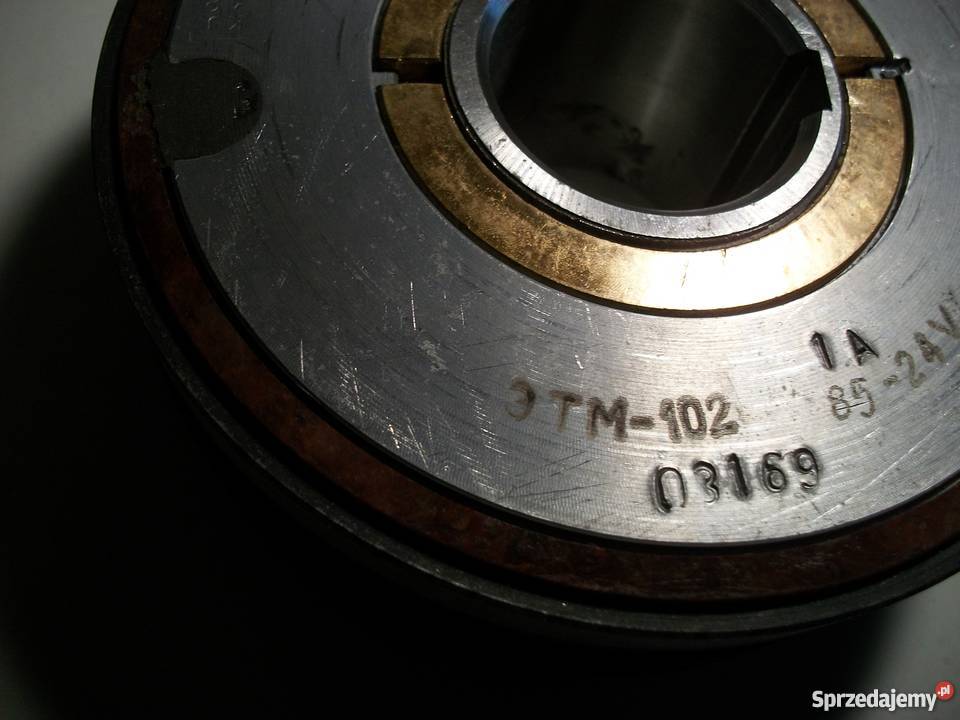 1A
ЭТМ-102 85-24V
03169
Sprzedajemy.pl